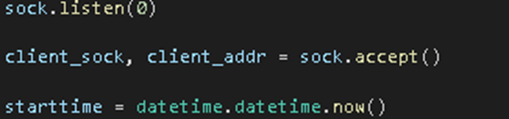 sock.listen(0)
client_sock, client_addr = sock.accept()
starttime = datetime.datetime.now()